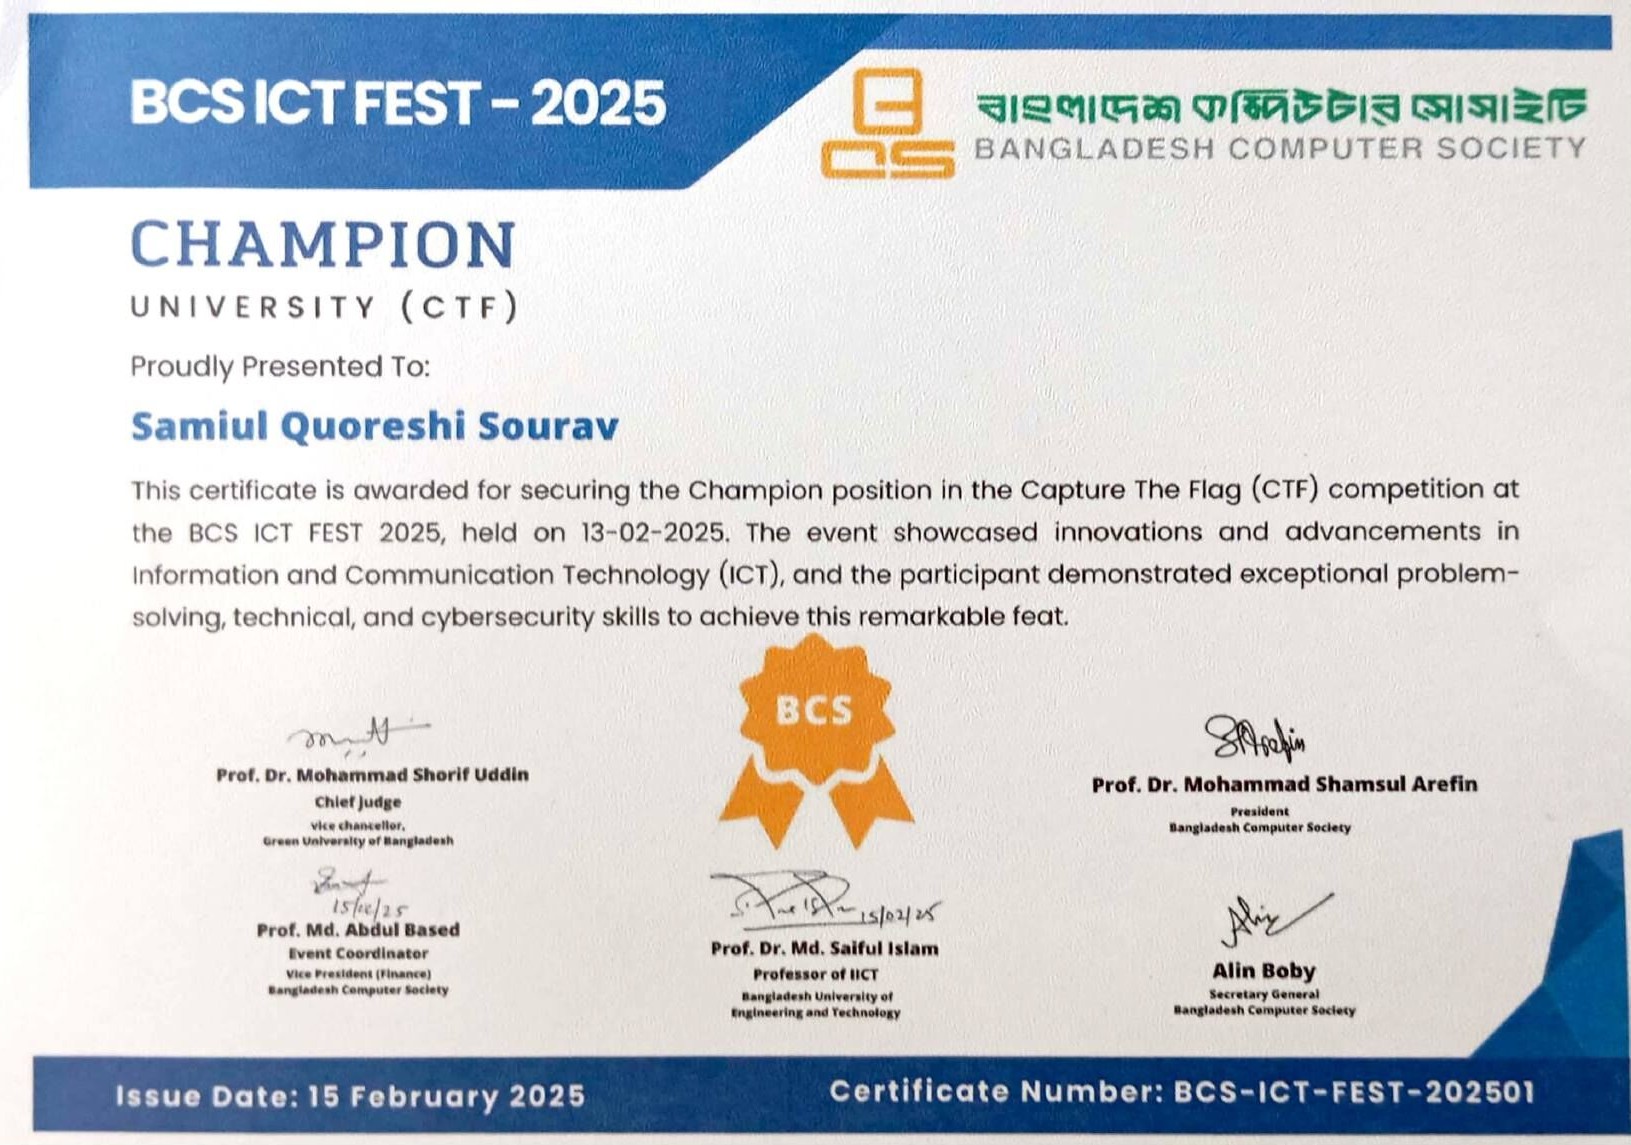 BCS ICT FEST – 2025
বাংলাদেশ কম্পিউটার সোসাইটি
BANGLADESH COMPUTER SOCIETY
CHAMPION
UNIVERSITY (CTF)
Proudly Presented To:
Samiul Quoreshi Sourav
This certificate is awarded for securing the Champion position in the Capture The Flag (CTF) competition at
the BCS ICT FEST 2025, held on 13-02-2025. The event showcased innovations and advancements in
Information and Communication Technology (ICT), and the participant demonstrated exceptional problem-
solving, technical, and cybersecurity skills to achieve this remarkable feat.
BCS
Prof. Dr. Mohammad Shorif Uddin
Chief Judge
vice chancellor,
Green University of Bangladesh
Prof. Dr. Mohammad Shamsul Arefin
President
Bangladesh Computer Society
Prof. Md. Abdul Based
Event Coordinator
Vice President (Finance)
Bangladesh Computer Society
15/02/25
Prof. Dr. Md. Saiful Islam
Professor of IICT
Bangladesh University of
Engineering and Technology
Alin Boby
Secretary General
Bangladesh Computer Society
Issue Date: 15 February 2025
Certificate Number: BCS-ICT-FEST-202501